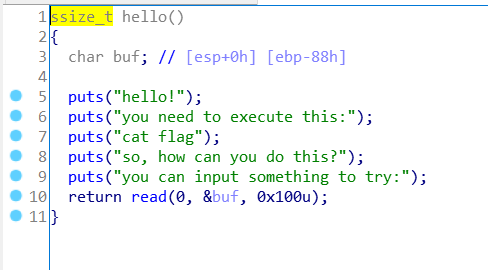 1 ssize_t hello()
2 {
3 char buf; // [esp+0h] [ebp-88h]
4
5 puts("hello!");
6 puts("you need to execute this:");
7 puts("cat flag");
8 puts("so, how can you do this?");
9 puts("you can input something to try:");
10 return read(0, &buf, 0x100u);
11 }